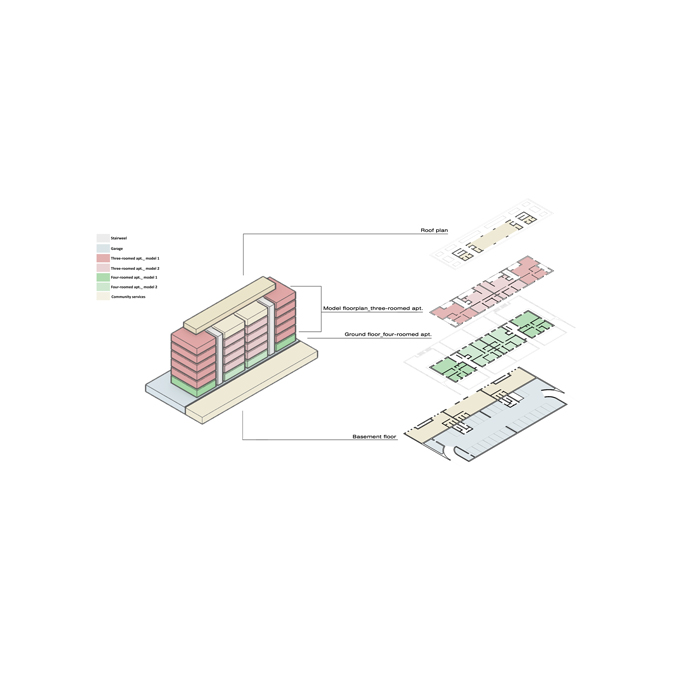 Stairweel
Garage
Three-roomed apt._ model 1
Three-roomed apt._ model 2
Four-roomed apt._ model 1
Four-roomed apt._ model 2
Community services
Roof plan
Model floorplan_three-roomed apt.
Ground floor_four-roomed apt.
Basement floor